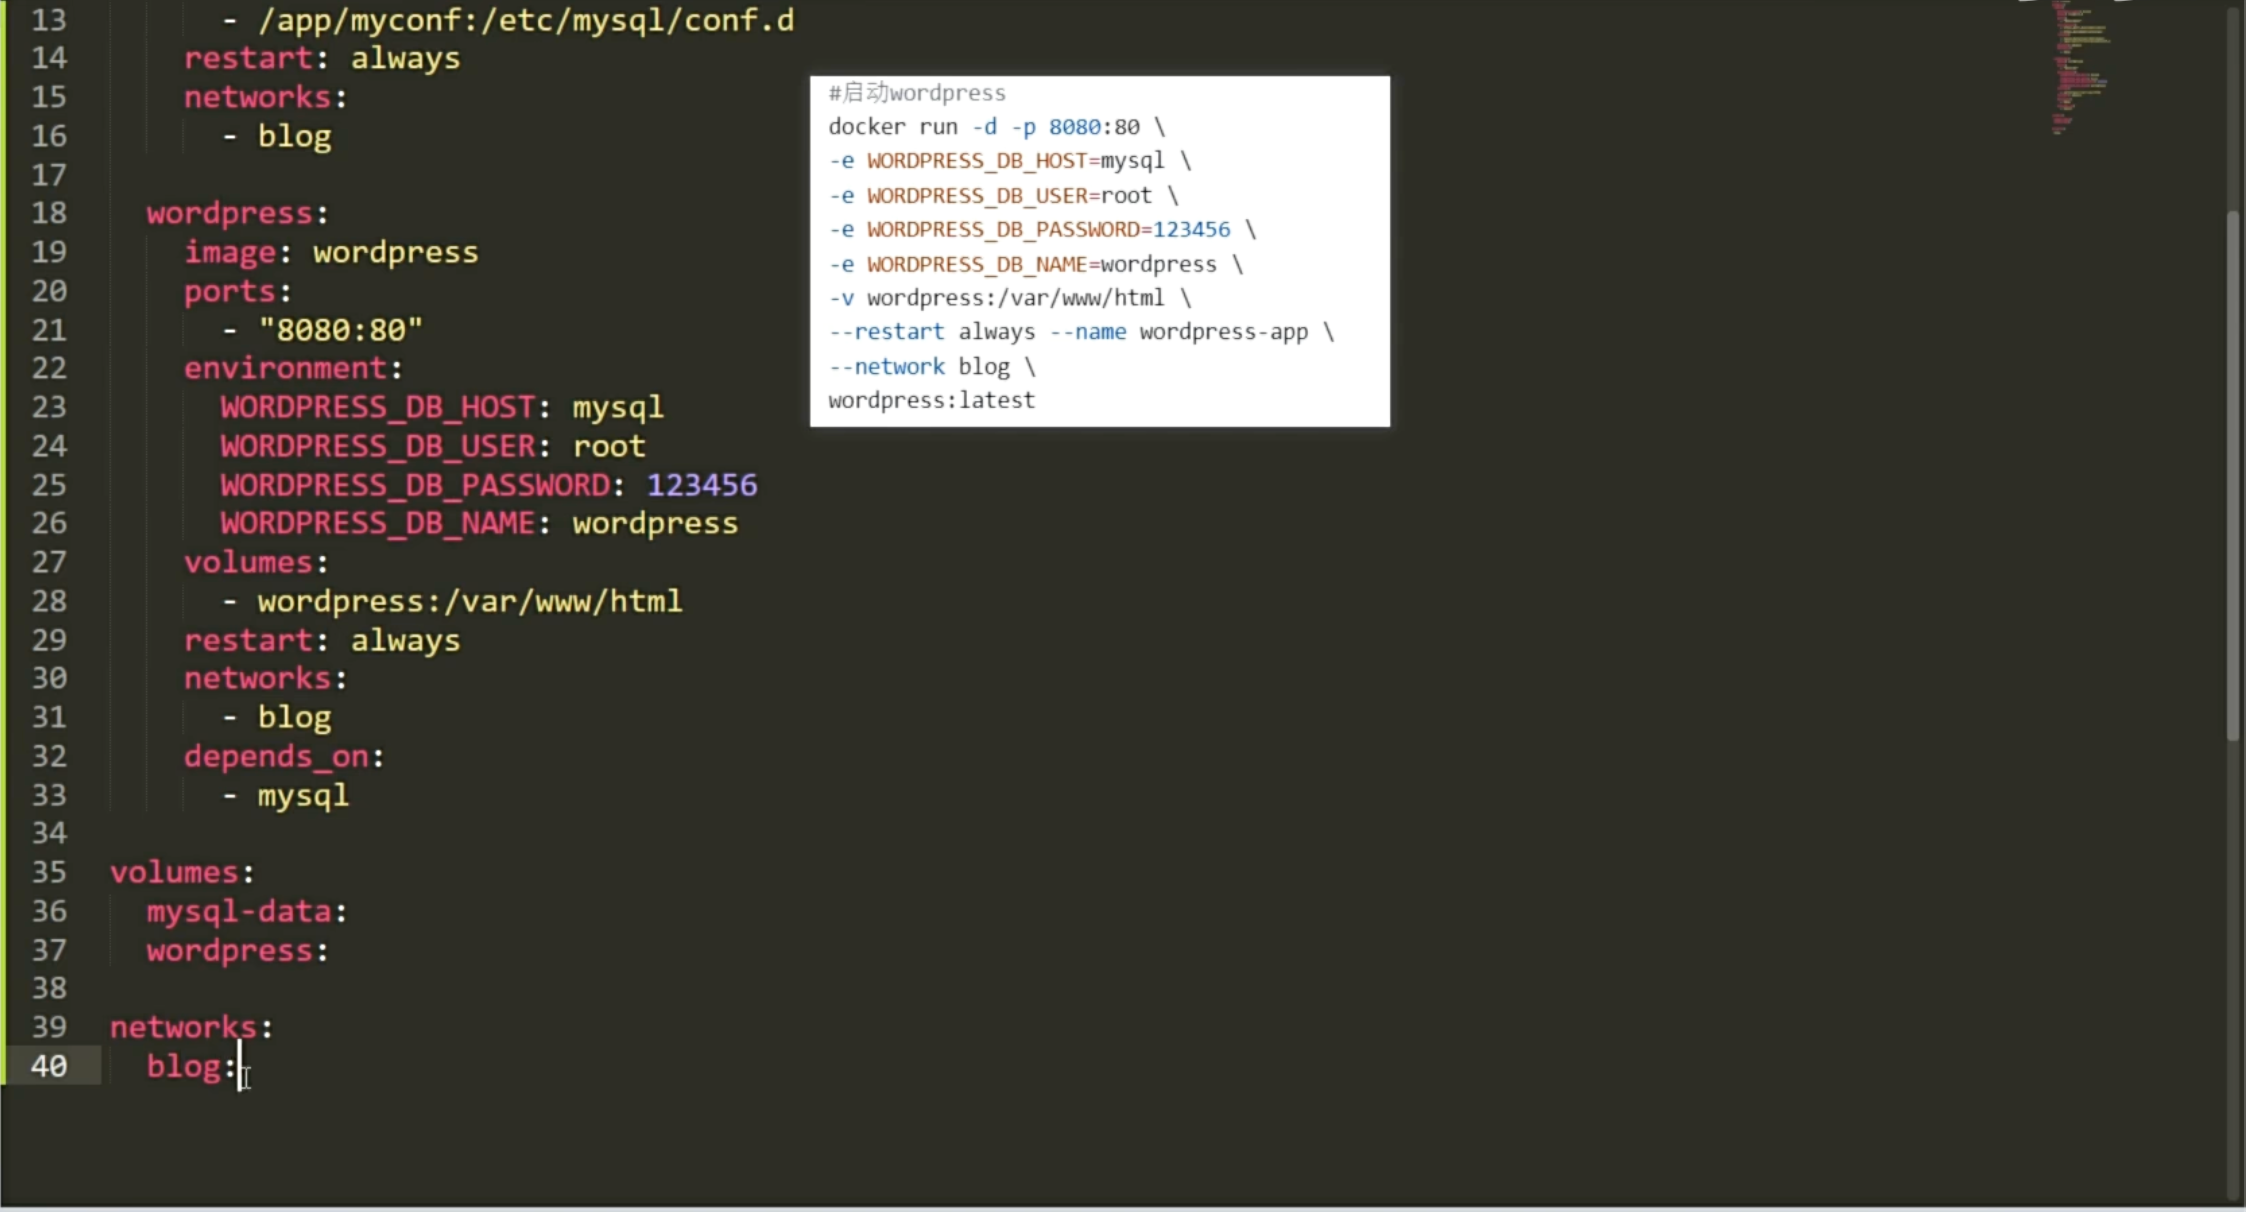 13       - /app/myconf:/etc/mysql/conf.d
14     restart: always
15     networks:
16       - blog
17
18   wordpress:
19     image: wordpress
20     ports:
21       - "8080:80"
22     environment:
23       WORDPRESS_DB_HOST: mysql
24       WORDPRESS_DB_USER: root
25       WORDPRESS_DB_PASSWORD: 123456
26       WORDPRESS_DB_NAME: wordpress
27     volumes:
28       - wordpress:/var/www/html
29     restart: always
30     networks:
31       - blog
32     depends_on:
33       - mysql
34
35 volumes:
36   mysql-data:
37   wordpress:
38
39 networks:
40   blog:
#启动wordpress
docker run -d -p 8080:80 \
-e WORDPRESS_DB_HOST=mysql \
-e WORDPRESS_DB_USER=root \
-e WORDPRESS_DB_PASSWORD=123456 \
-e WORDPRESS_DB_NAME=wordpress \
-v wordpress:/var/www/html \
--restart always --name wordpress-app \
--network blog \
wordpress:latest